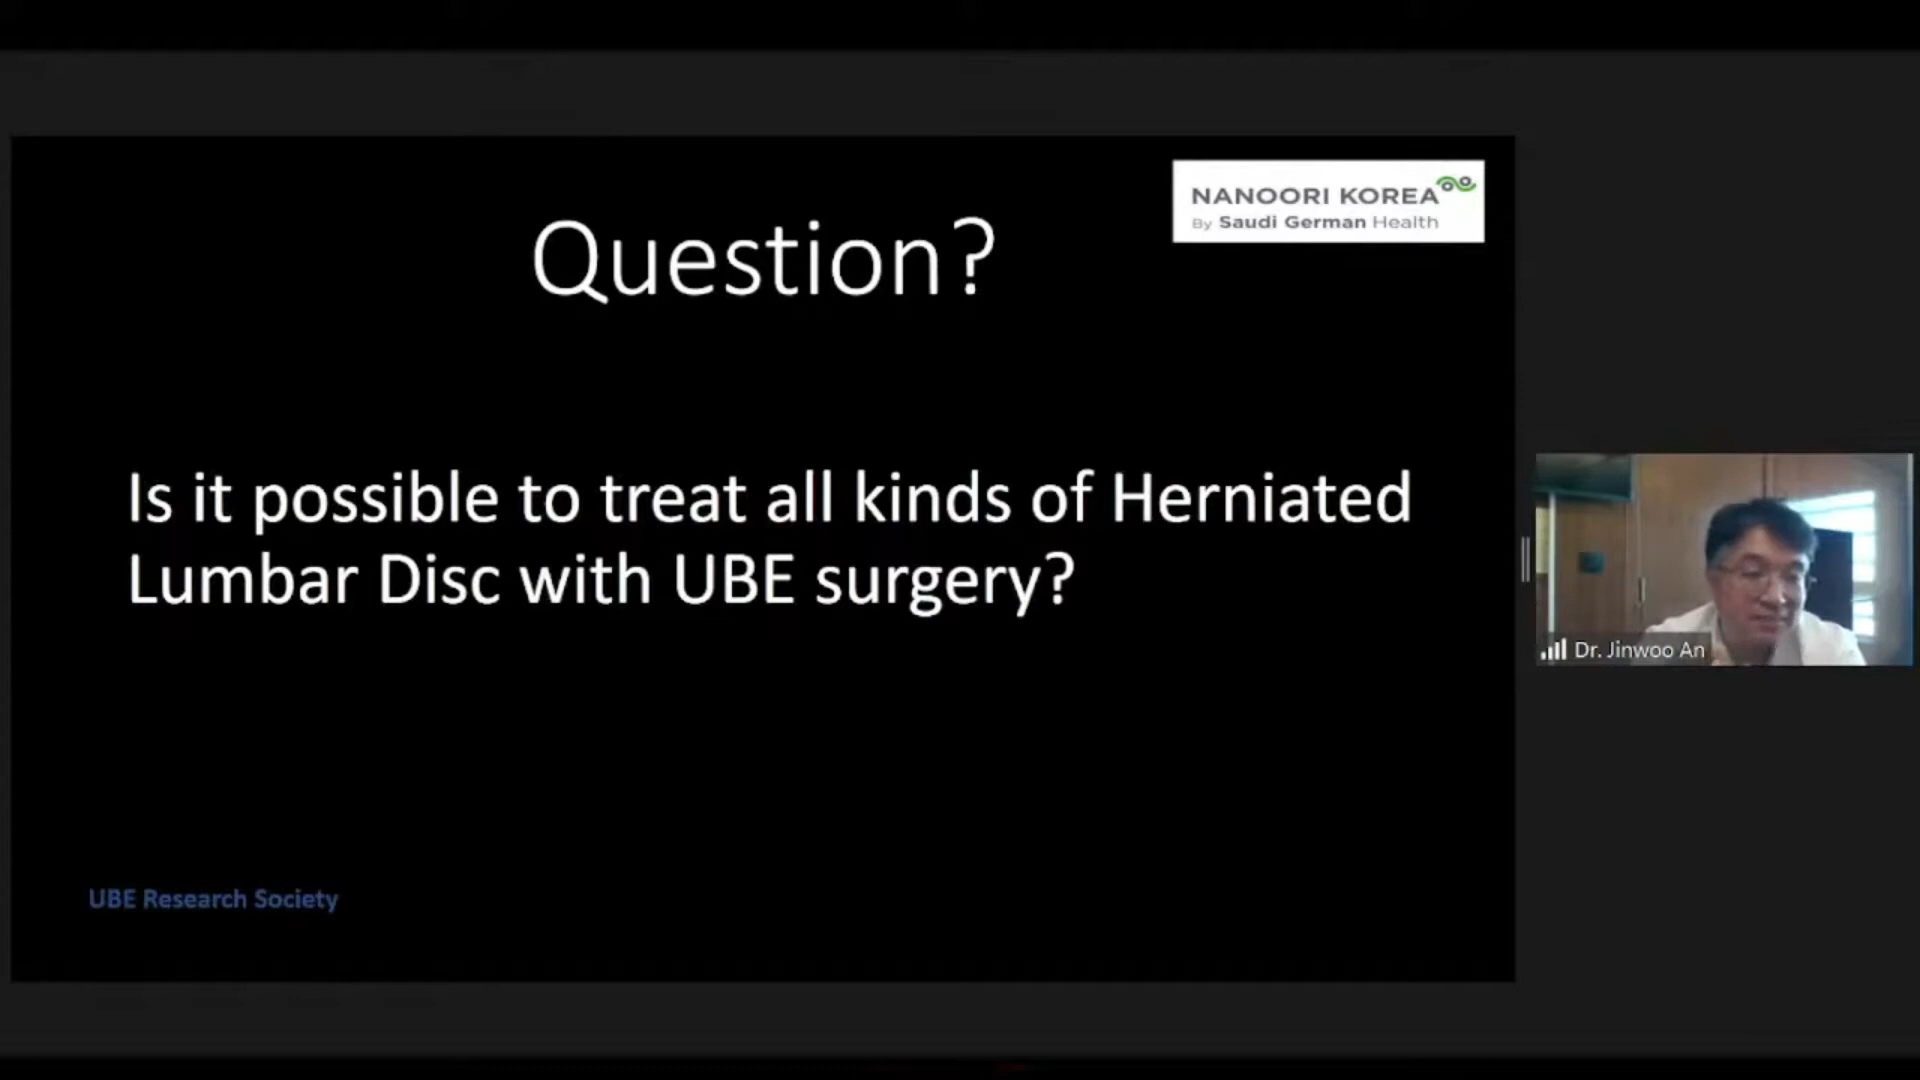 NANOORI KOREA
By Saudi German Health
Question?
Is it possible to treat all kinds of Herniated
Lumbar Disc with UBE surgery?
Dr. Jinwoo An
UBE Research Society